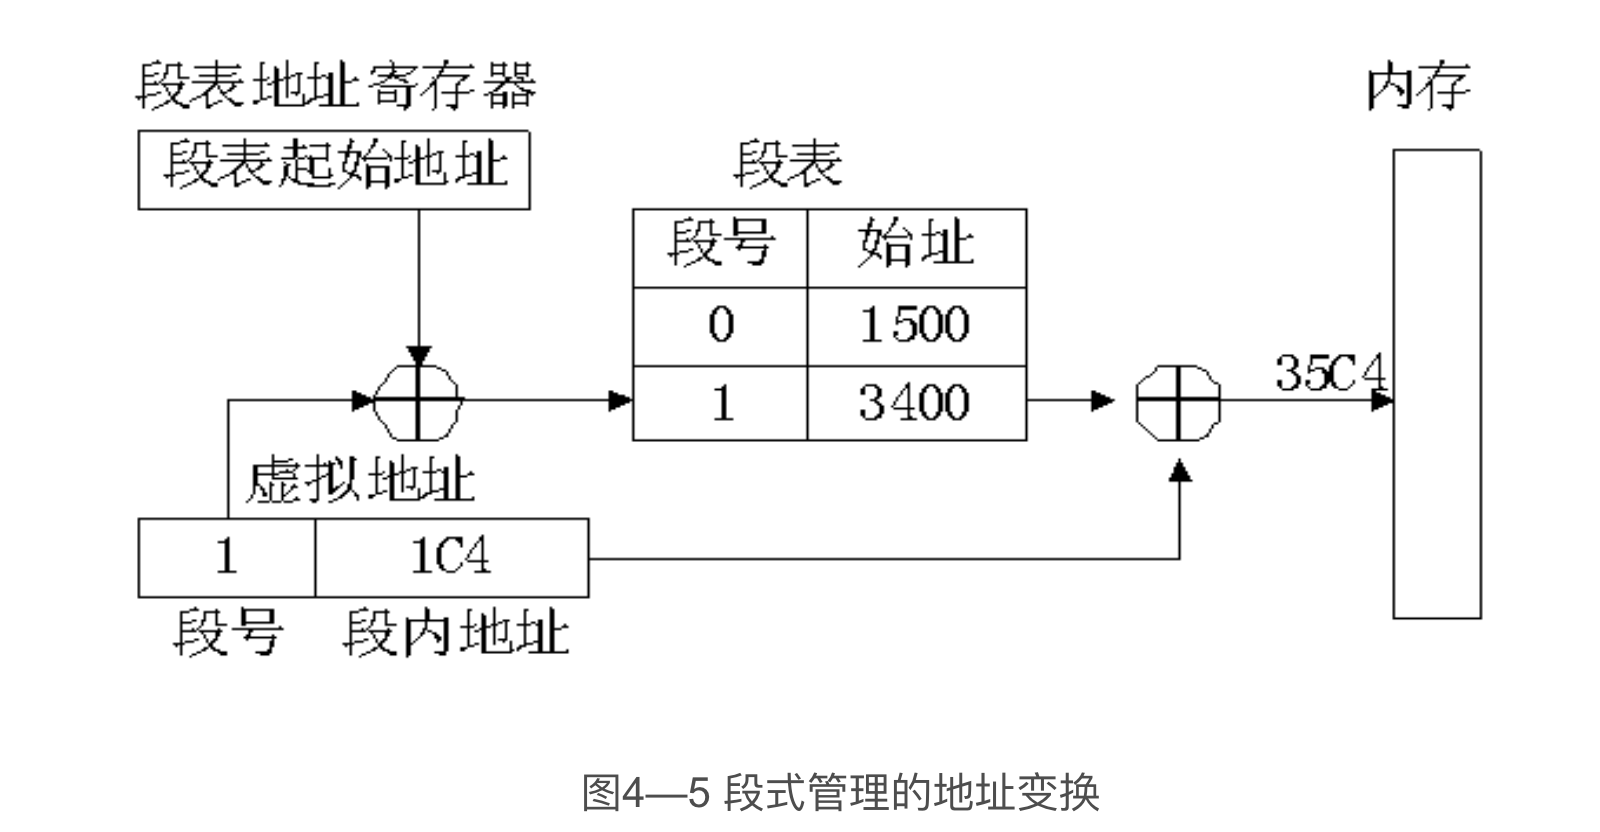 段表地址寄存器
段表起始地址
内存
段表
段号 始址
0 1500
1 3400
35C4
虚拟地址
1 1C4
段号 段内地址
图4—5 段式管理的地址变换